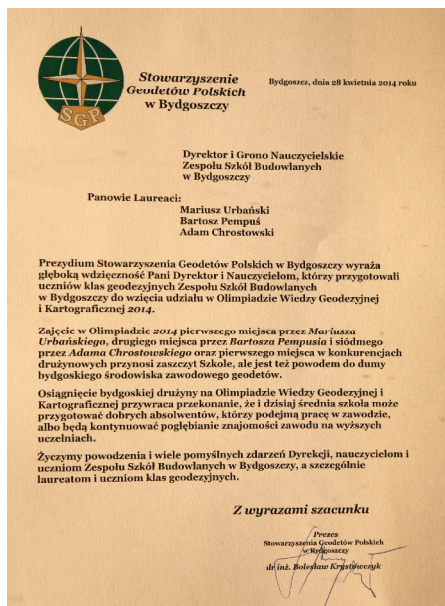 Stowarzyszenie
Geodetów Polskich
w Bydgoszczy
SGP
Bydgoszcz, dnia 28 kwietnia 2014 roku
Dyrektor i Grono Nauczycielskie
Zespołu Szkół Budowlanych
w Bydgoszczy
Panowie Laureaci:
Mariusz Urbański
Bartosz Pempuś
Adam Chrostowski
Prezydium Stowarzyszenia Geodetów Polskich w Bydgoszczy wyraża
głęboką wdzięczność Pani Dyrektor i Nauczycielom, którzy przygotowali
uczniów klas geodezyjnych Zespołu Szkół Budowlanych
w Bydgoszczy do wzięcia udziału w Olimpiadzie Wiedzy Geodezyjnej
i Kartograficznej 2014.
Zajęcie w Olimpiadzie 2014 pierwszego miejsca przez Mariusza
Urbańskiego, drugiego miejsca przez Bartosza Pempusia i siódmego
przez Adama Chrostowskiego oraz pierwszego miejsca w konkurencjach
drużynowych przynosi zaszczyt Szkole, ale jest też powodem do dumy
bydgoskiego środowiska zawodowego geodetów.
Osiągnięcie bydgoskiej drużyny na Olimpiadzie Wiedzy Geodezyjnej i
Kartograficznej przywraca przekonanie, że i dzisiaj średnia szkoła może
przygotować dobrych absolwentów, którzy podejmą pracę w zawodzie,
albo będą kontynuować pogłębianie znajomości zawodu na wyższych
uczelniach.
Życzymy powodzenia i wiele pomyślnych zdarzeń Dyrekcji, nauczycielom i
uczniom Zespołu Szkół Budowlanych w Bydgoszczy, a szczególnie
laureatom i uczniom klas geodezyjnych.
Z wyrazami szacunku
Prezes
Stowarzyszenia Geodetów Polskich
w Bydgoszczy
dr inż. Bolesław Krystowczyk